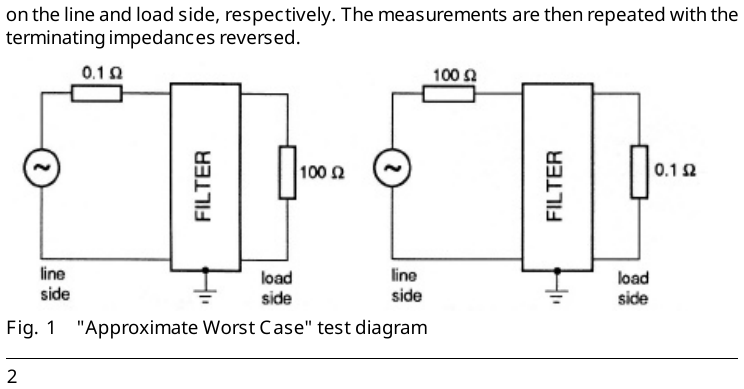 on the line and load side, respectively. The measurements are then repeated with the
terminating impedances reversed.
0.1 Ω
FILTER
100 Ω
line
side
load
side
100 Ω
FILTER
0.1 Ω
line
side
load
side
Fig. 1 "Approximate Worst Case" test diagram
2